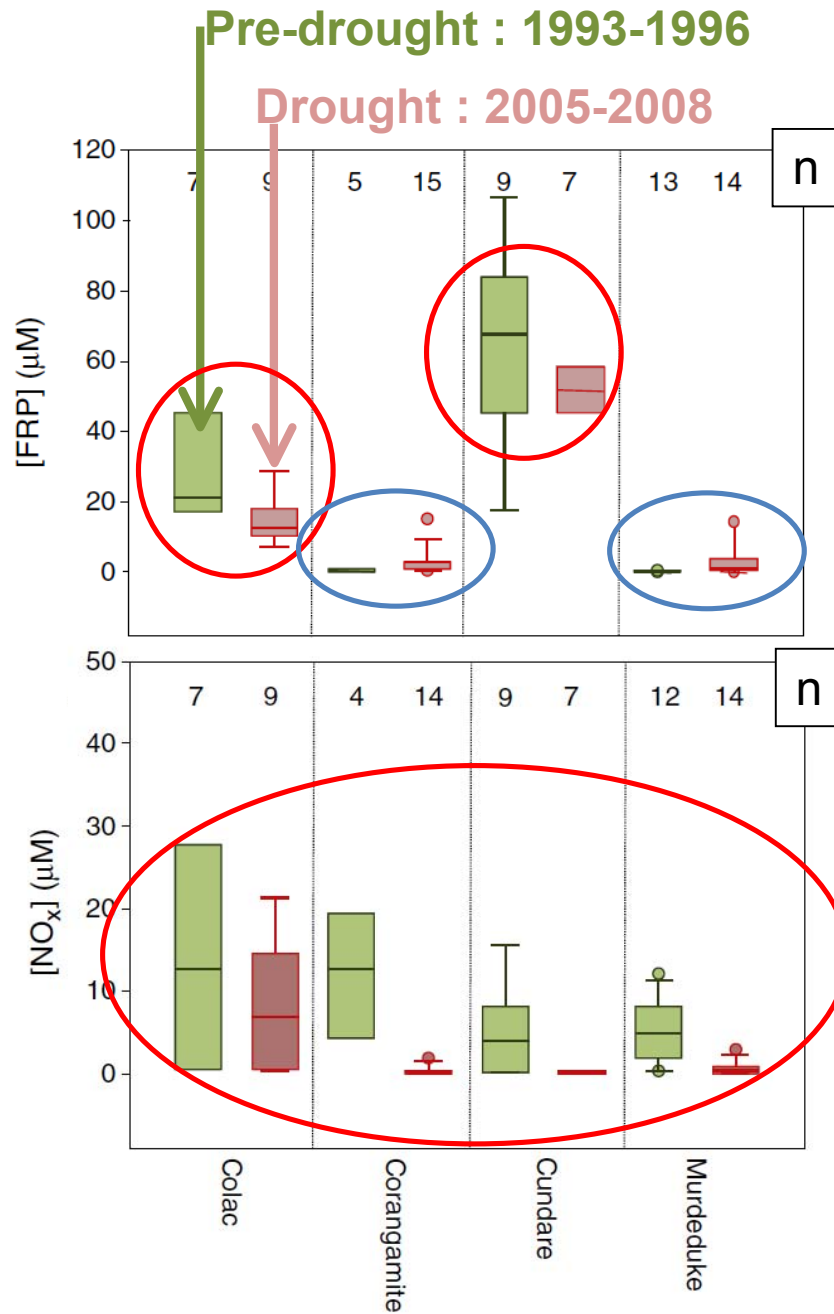 Pre-drought : 1993-1996
Drought : 2005-2008
120
100
80
60
40
20
0
[FRP] (μM)
7 9 5 15 9 7 13 14
n
50
40
30
20
10
0
[NOx] (μM)
7 9 4 14 9 7 12 14
n
Colac
Corangamite
Cundare
Murdeduke